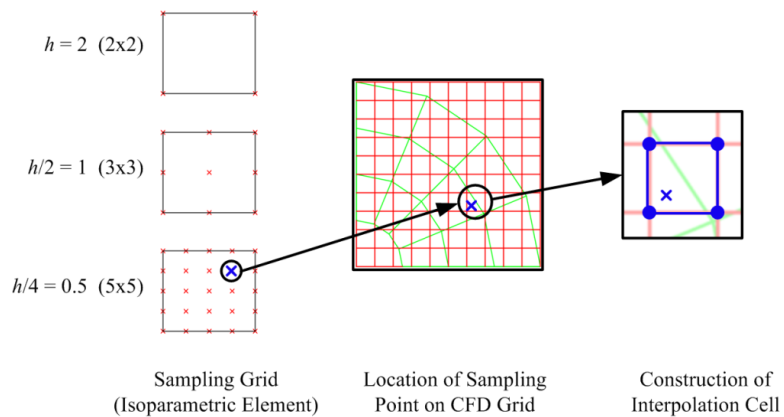 h = 2 (2x2)
h/2 = 1 (3x3)
h/4 = 0.5 (5x5)
Sampling Grid
(Isoparametric Element)
Location of Sampling
Point on CFD Grid
Construction of
Interpolation Cell